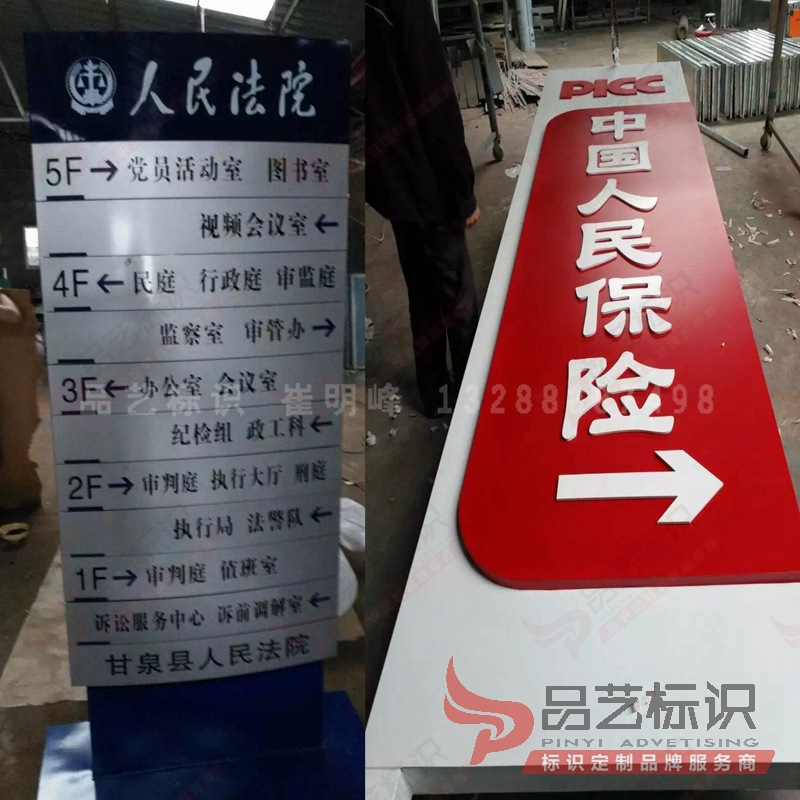 人民法院
5F→党员活动室 图书室
视频会议室←
4F←民庭 行政庭 审监庭
监察室 审管办→
3F←办公室 会议室
纪检组 政工科←
2F→审判庭 执行大厅 刑庭
执行局 法警队←
1F→审判庭 值班室
诉讼服务中心 诉前调解室←
甘泉县人民法院
PICC
中国人民保险
→
品艺标识 崔明峰
品艺标识
PINYI ADVETISING
标识定制品牌服务商